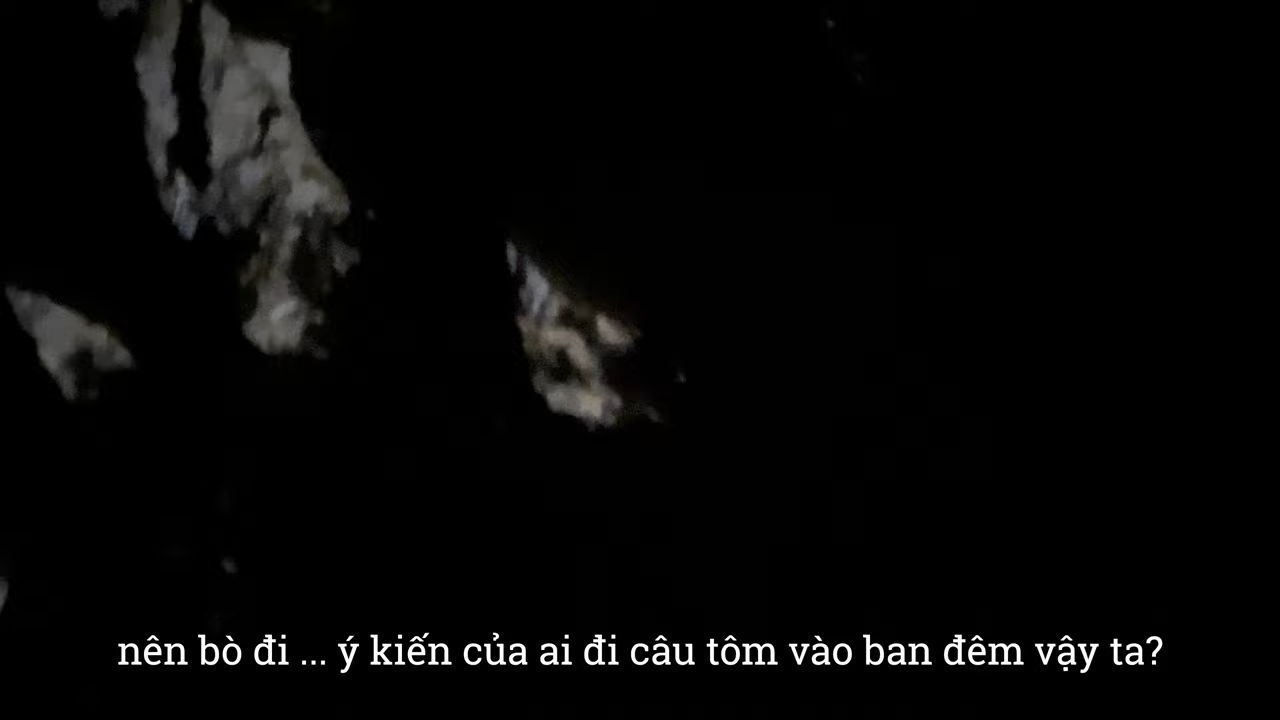 nên bò đi ... ý kiến của ai đi câu tôm vào ban đêm vậy ta?